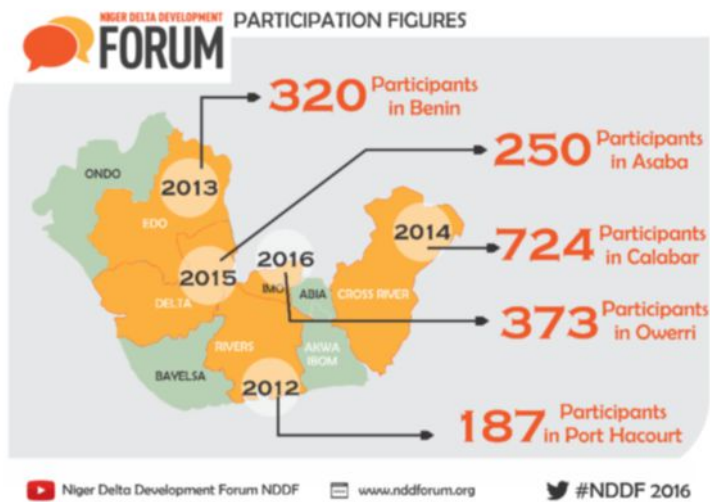 NIGER DELTA DEVELOPMENT
FORUM
PARTICIPATION FIGURES
320 Participants
in Benin
250 Participants
in Asaba
ONDO
2013
EDO
2014
724 Participants
in Calabar
2016
2015
IMO
ABIA
CROSS RIVER
DELTA
373 Participants
in Owerri
RIVERS
AKWA
IBOM
BAYELSA
2012
187 Participants
in Port Hacourt
Niger Delta Development Forum NDDF
www.nddforum.org
#NDDF 2016